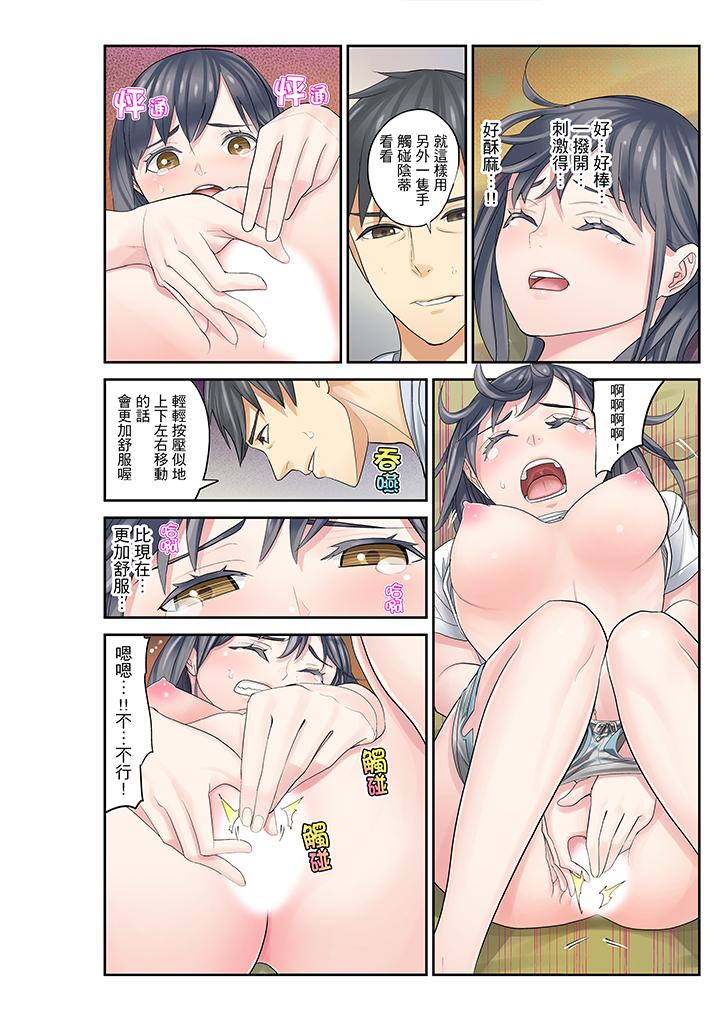 好…好棒…
一撥開…
刺激得…
好酥麻…!!
就這樣用
另外一隻手
觸碰陰蒂
看看
怦通
怦通
啊啊啊啊!
吞嚥
輕輕按壓似地
上下左右移動
的話
會更加舒服喔
哈啊
比現在…
更加舒服…
哈啊
嗯嗯…!!不…不行!
觸碰
觸碰